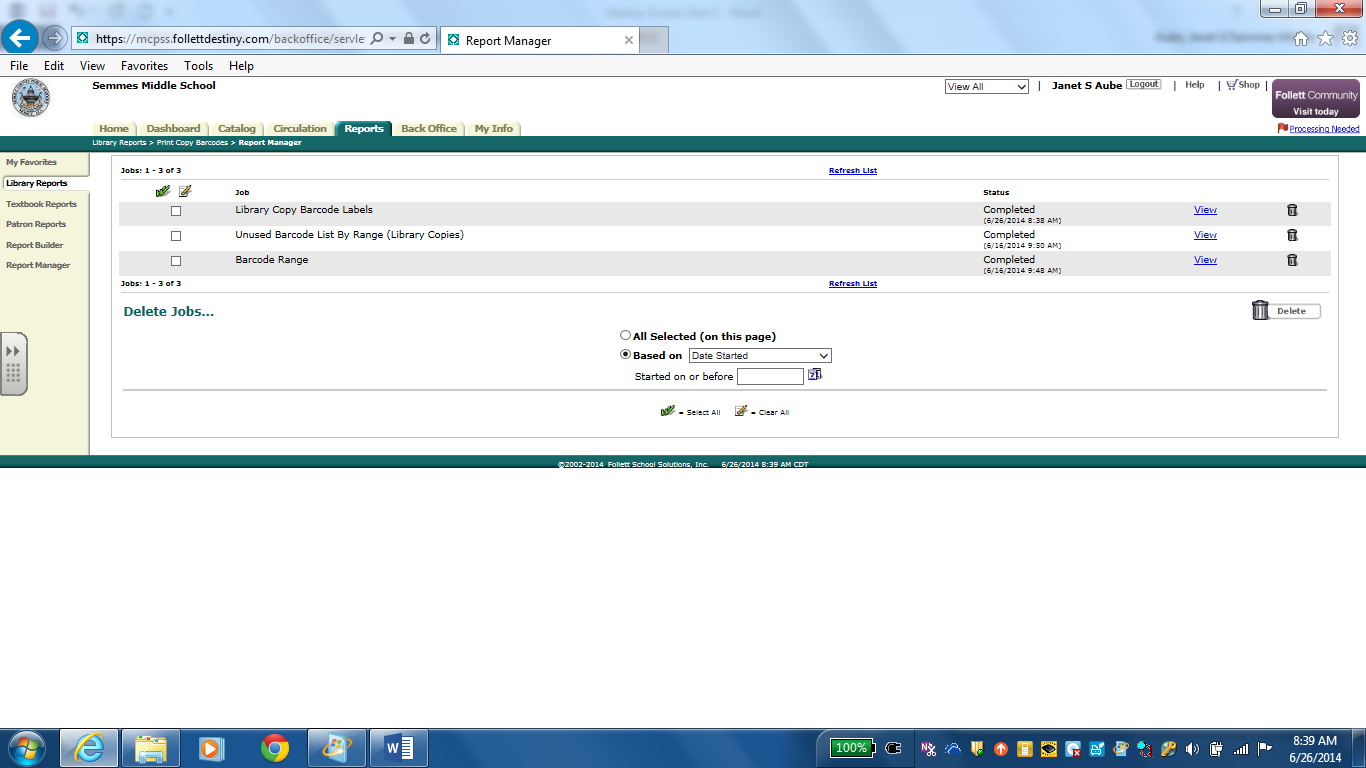 https://mcpss.follettdestiny.com/backoffice/servle
Report Manager
File Edit View Favorites Tools Help
Semmes Middle School
View All | Janet S Aube Logout | Help | Shop |
Follett Community
Visit today
Home Dashboard Catalog Circulation Reports Back Office My Info
Processing Needed
Library Reports > Print Copy Barcodes > Report Manager
My Favorites
Library Reports
Textbook Reports
Patron Reports
Report Builder
Report Manager
Jobs: 1 - 3 of 3 Refresh List
Job Status
Library Copy Barcode Labels Completed View
(6/26/2014 8:38 AM)
Unused Barcode List By Range (Library Copies) Completed View
(6/16/2014 9:50 AM)
Barcode Range Completed View
(6/16/2014 9:48 AM)
Jobs: 1 - 3 of 3 Refresh List
Delete Jobs... Delete
All Selected (on this page)
Based on Date Started
Started on or before
= Select All = Clear All
©2002-2014 Follett School Solutions, Inc. 6/26/2014 8:39 AM CDT
100%
8:39 AM
6/26/2014